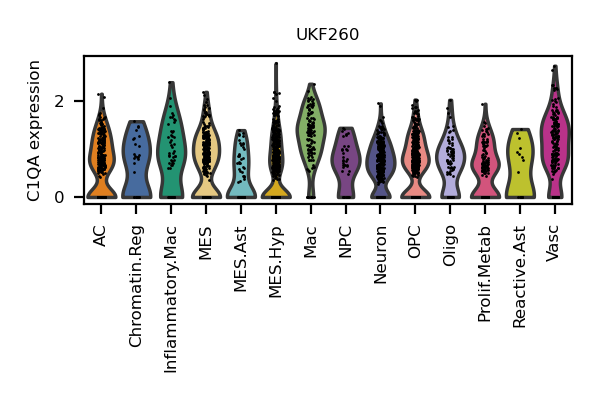 UKF260
C1QA expression
2
0
AC
Chromatin.Reg
Inflammatory.Mac
MES
MES.Ast
MES.Hyp
Mac
NPC
Neuron
OPC
Oligo
Prolif.Metab
Reactive.Ast
Vasc